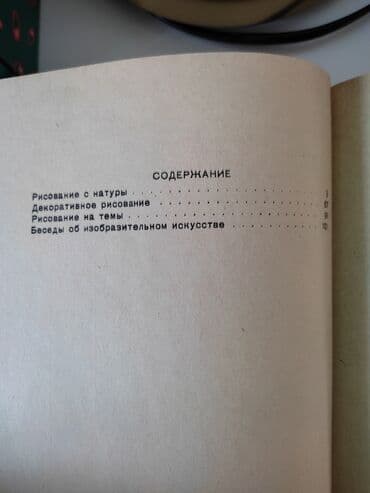 СОДЕРЖАНИЕ
Рисование с натуры
Декоративное рисование
Рисование на темы
Беседы об изобразительном искусстве